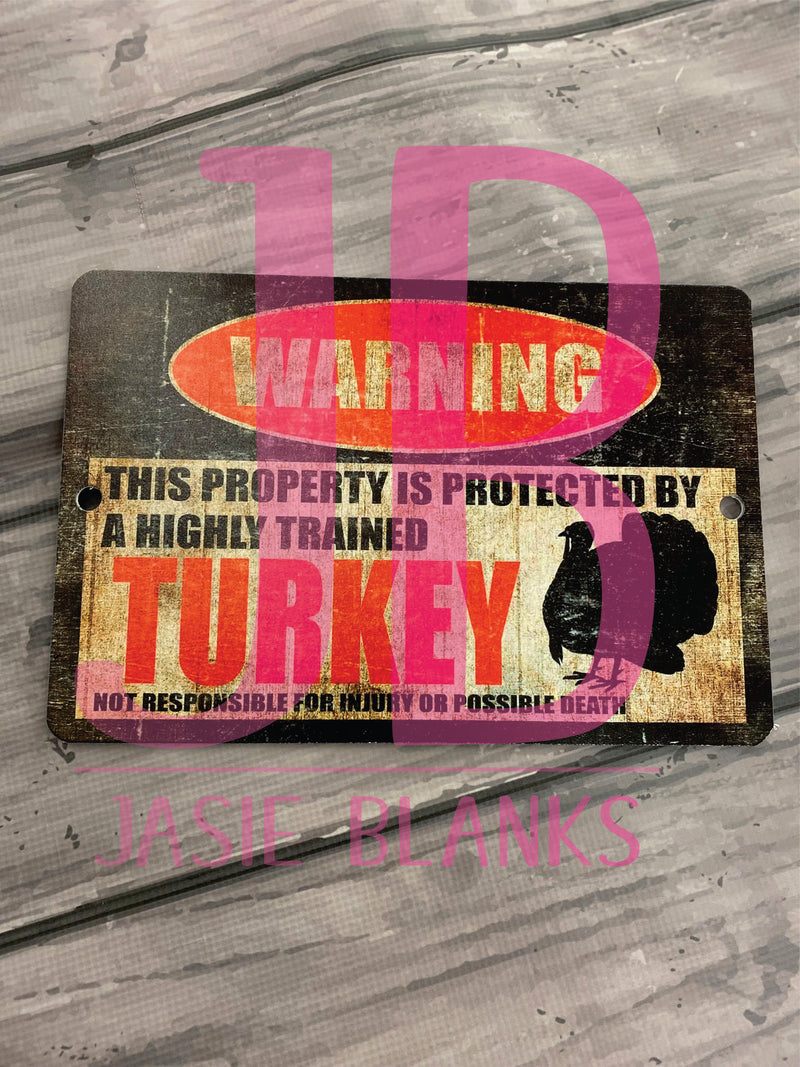 WARNING
THIS PROPERTY IS PROTECTED BY
A HIGHLY TRAINED
TURKEY
NOT RESPONSIBLE FOR INJURY OR POSSIBLE DEATH
JB
JASIE BLANKS